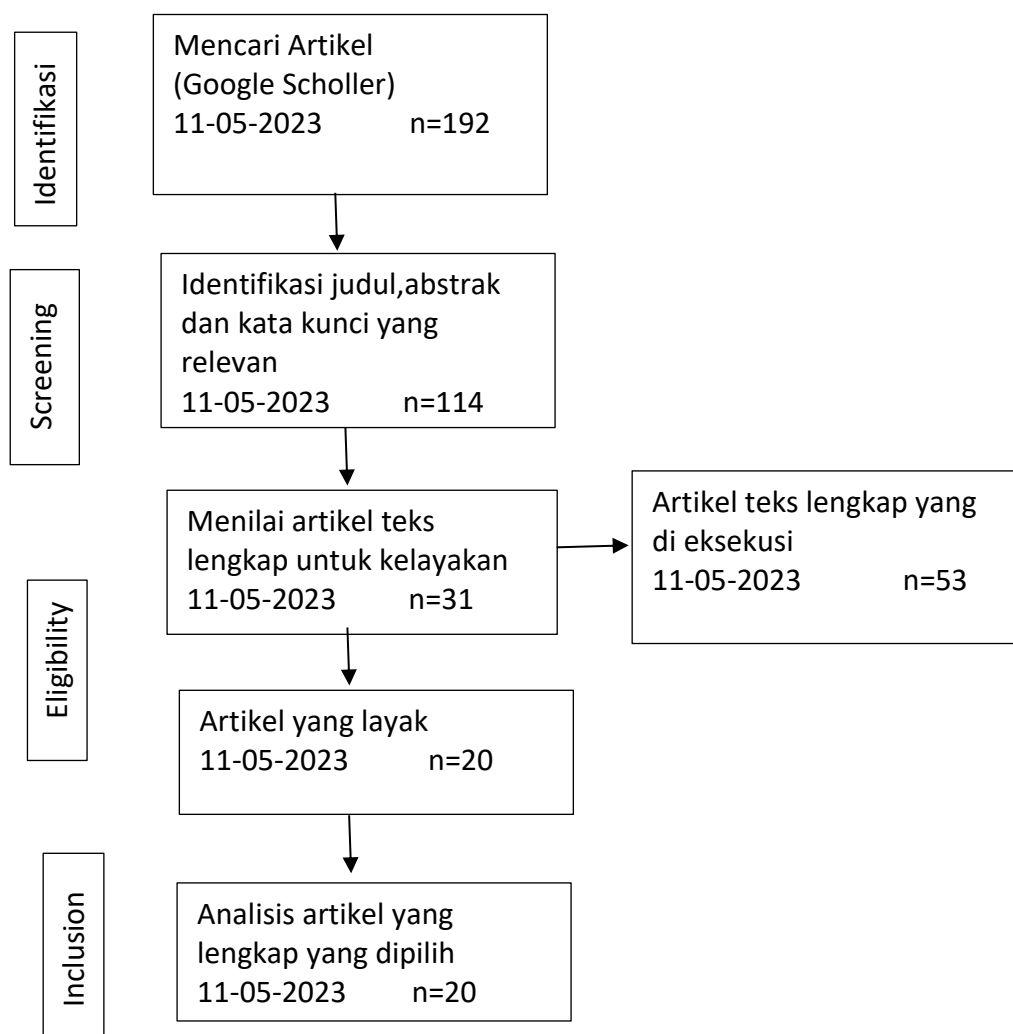 Identifikasi
Mencari Artikel
(Google Scholler)
11-05-2023 n=192
Screening
Identifikasi judul,abstrak
dan kata kunci yang
relevan
11-05-2023 n=114
Eligibility
Menilai artikel teks
lengkap untuk kelayakan
11-05-2023 n=31
Artikel teks lengkap yang
di eksekusi
11-05-2023 n=53
Artikel yang layak
11-05-2023 n=20
Inclusion
Analisis artikel yang
lengkap yang dipilih
11-05-2023 n=20